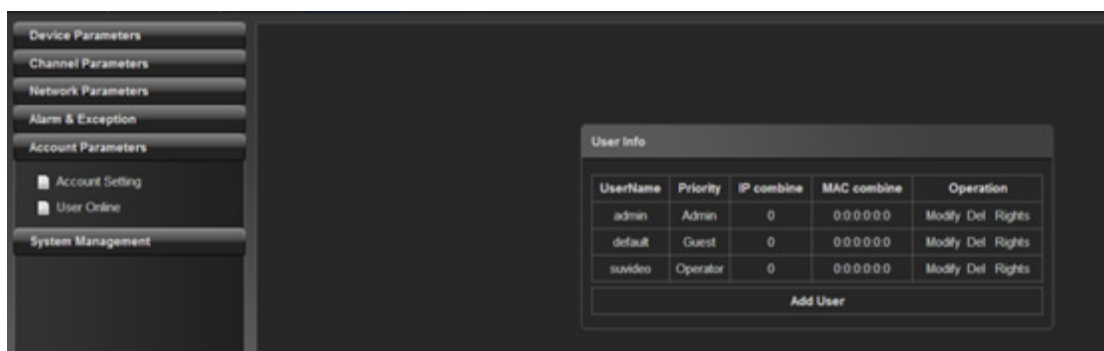 Device Parameters
Channel Parameters
Network Parameters
Alarm & Exception
Account Parameters
Account Setting
User Online
System Management
User Info
UserName Priority IP combine MAC combine Operation
admin Admin 0 0:0:0:0:0:0 Modify Del Rights
default Guest 0 0:0:0:0:0:0 Modify Del Rights
suvideo Operator 0 0:0:0:0:0:0 Modify Del Rights
Add User